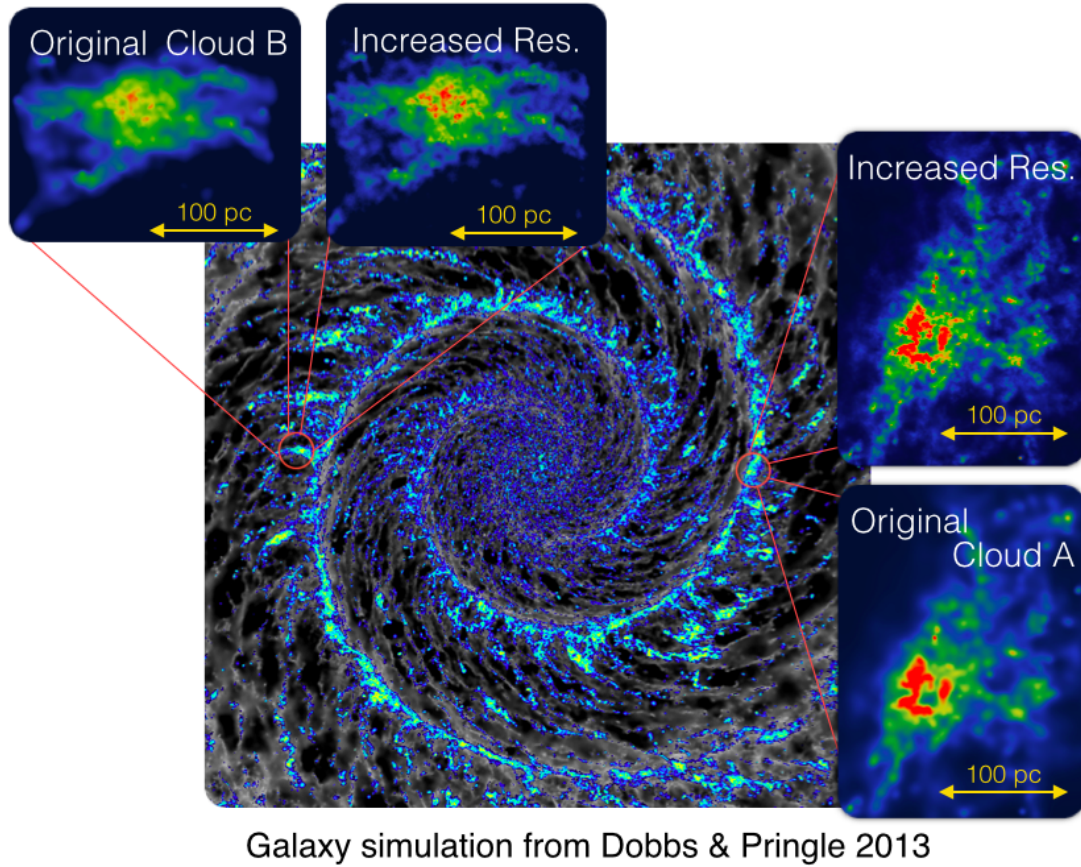 Original Cloud B
100 pc
Increased Res.
100 pc
Increased Res.
100 pc
Original
Cloud A
100 pc
Galaxy simulation from Dobbs & Pringle 2013